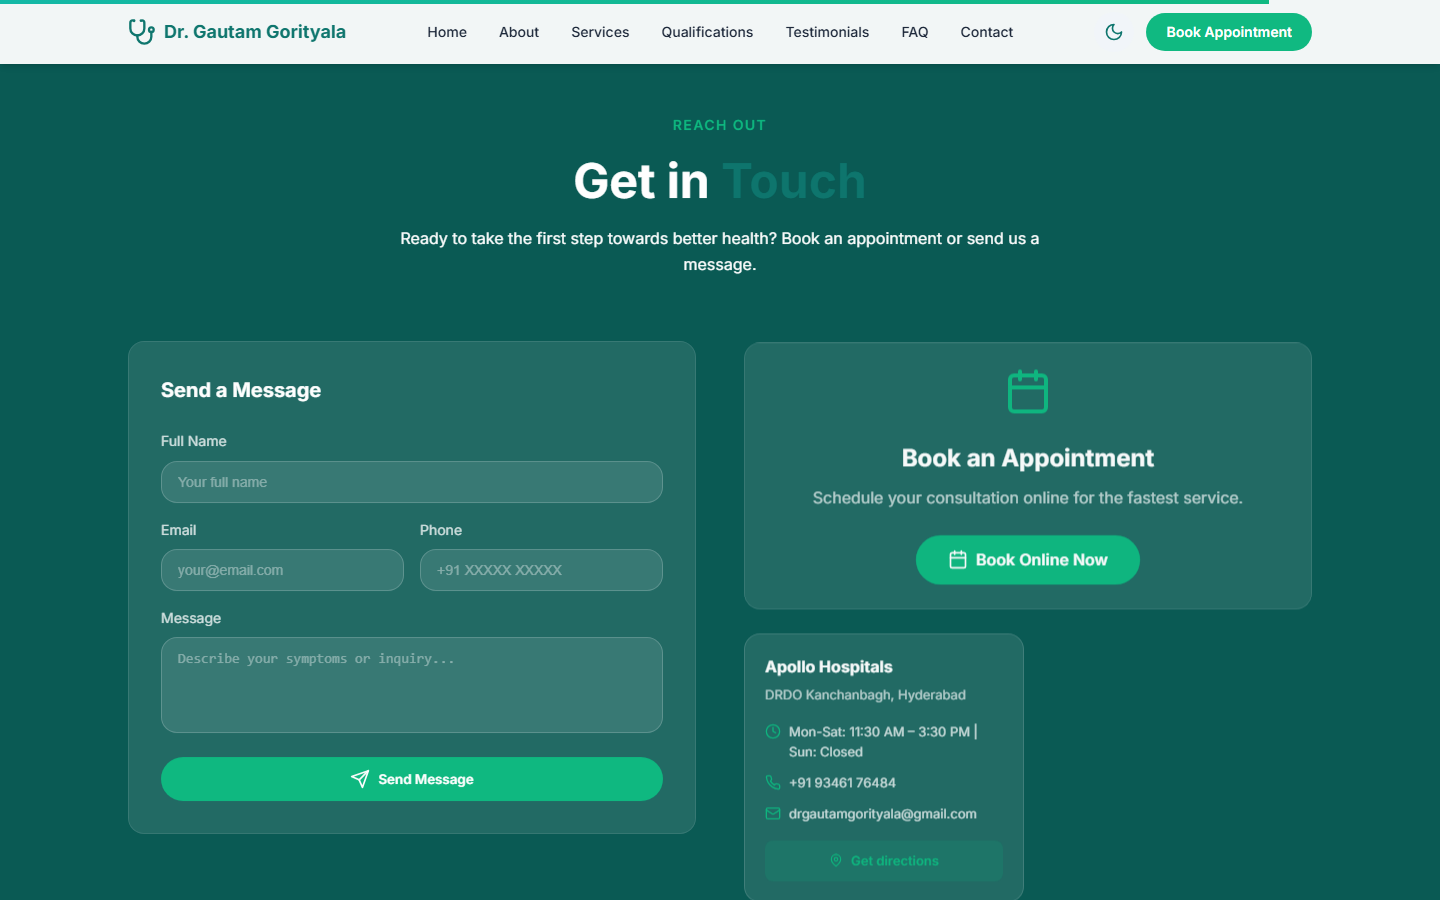 Dr. Gautam Gorityala
Home
About
Services
Qualifications
Testimonials
FAQ
Contact
Book Appointment
REACH OUT
Get in Touch
Ready to take the first step towards better health? Book an appointment or send us a
message.
Send a Message
Full Name
Your full name
Email
Phone
your@email.com
+91 XXXXX XXXXX
Message
Describe your symptoms or inquiry...
Send Message
Book an Appointment
Schedule your consultation online for the fastest service.
Book Online Now
Apollo Hospitals
DRDO Kanchanbagh, Hyderabad
Mon-Sat: 11:30 AM – 3:30 PM |
Sun: Closed
+91 93461 76484
drgautamgorityala@gmail.com
Get directions